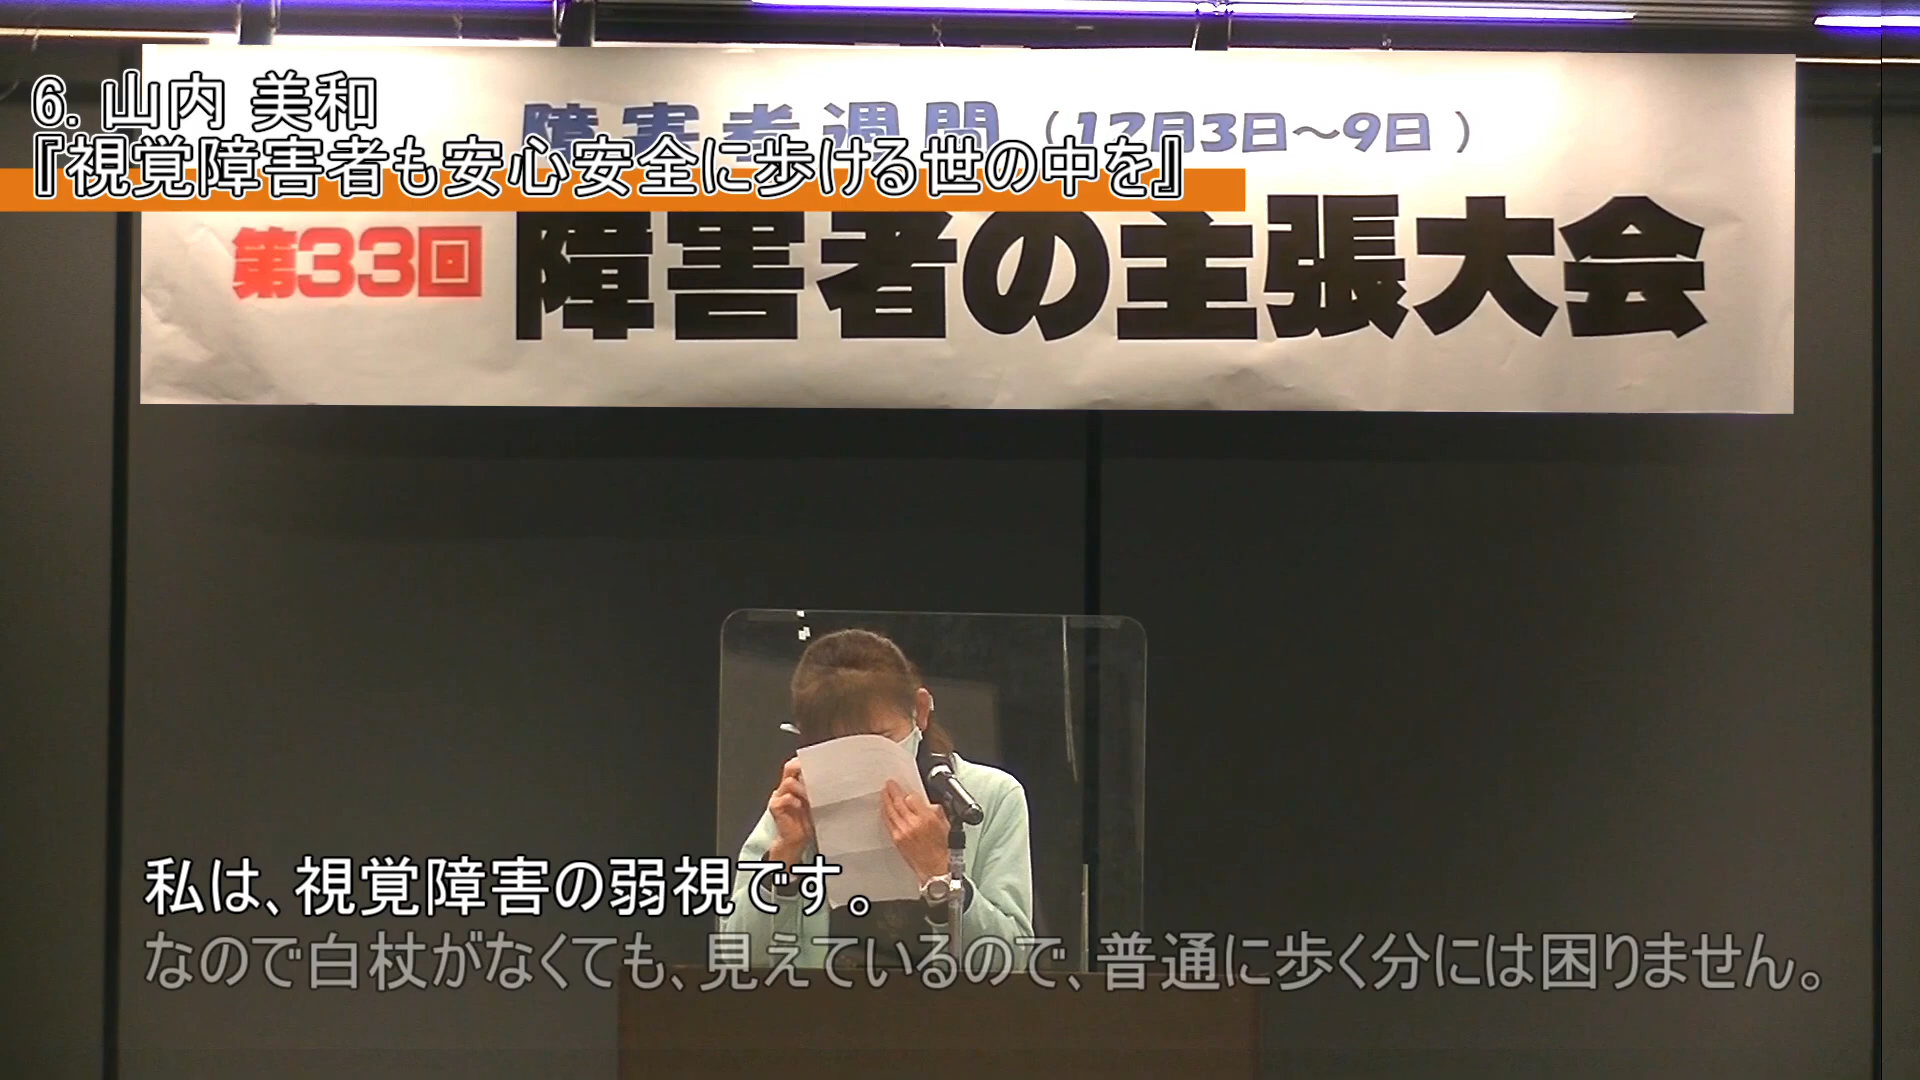 6. 山内 美和
『視覚障害者も安心安全に歩ける世の中を』
障害者週間（12月3日～9日）
第33回 障害者の主張大会
私は、視覚障害の弱視です。
なので白杖がなくても、見えているので、普通に歩く分には困りません。